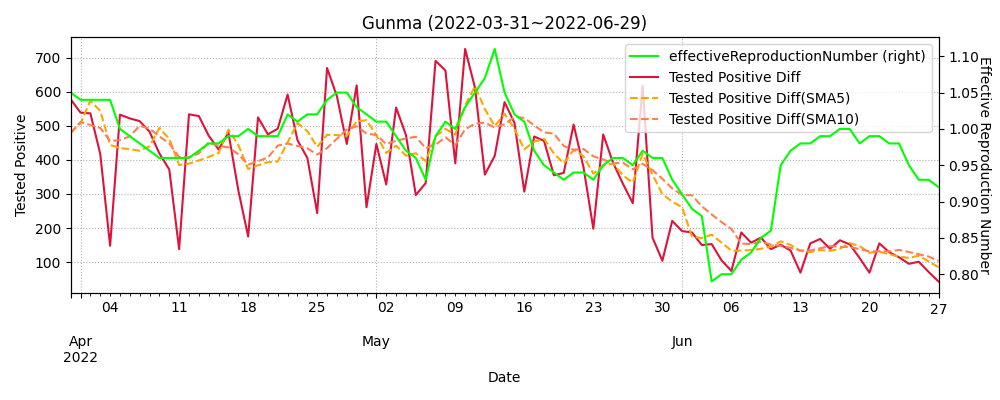 Gunma (2022-03-31~2022-06-29)
effectiveReproductionNumber (right)
Tested Positive Diff
Tested Positive Diff(SMA5)
Tested Positive Diff(SMA10)
Tested Positive
700
600
500
400
300
200
100
1.10
1.05
1.00
0.95
0.90
0.85
0.80
Effective Reproduction Number
04 11 18 25 02 09 16 23 30 06 13 20 27
Apr May Jun
2022
Date